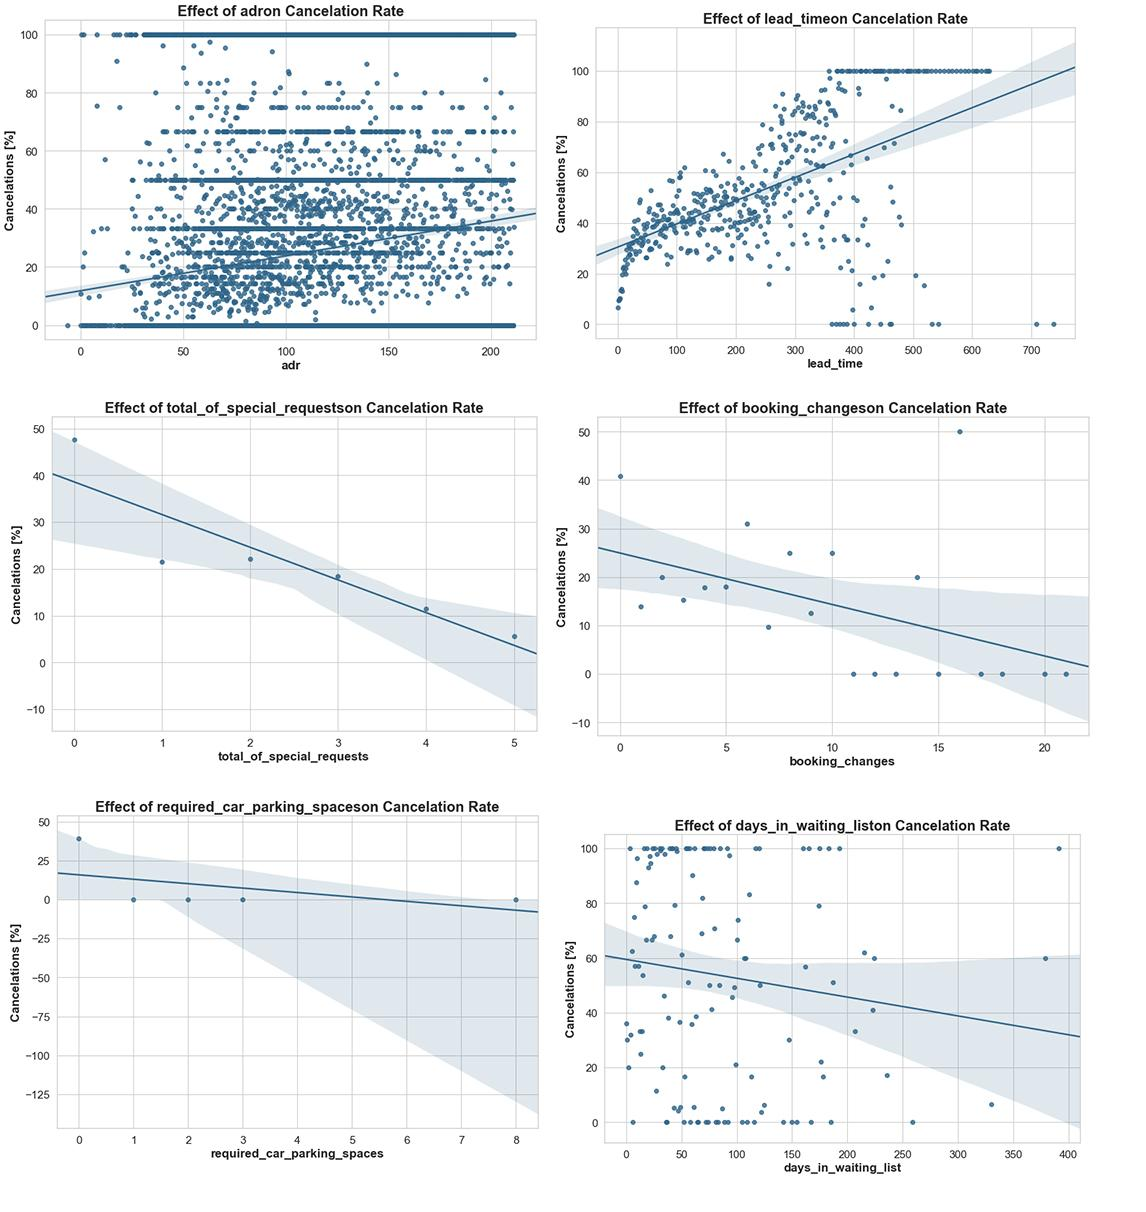 Effect of adron Cancelation Rate
Cancelations [%]
100
80
60
40
20
0
0 50 100 150 200
adr
Effect of lead_timeon Cancelation Rate
Cancelations [%]
100
80
60
40
20
0
0 100 200 300 400 500 600 700
lead_time
Effect of total_of_special_requestson Cancelation Rate
Cancelations [%]
50
40
30
20
10
0
−10
0 1 2 3 4 5
total_of_special_requests
Effect of booking_changeson Cancelation Rate
Cancelations [%]
50
40
30
20
10
0
−10
0 5 10 15 20
booking_changes
Effect of required_car_parking_spaceson Cancelation Rate
Cancelations [%]
50
25
0
−25
−50
−75
−100
−125
0 1 2 3 4 5 6 7 8
required_car_parking_spaces
Effect of days_in_waiting_liston Cancelation Rate
Cancelations [%]
100
80
60
40
20
0
0 50 100 150 200 250 300 350 400
days_in_waiting_list